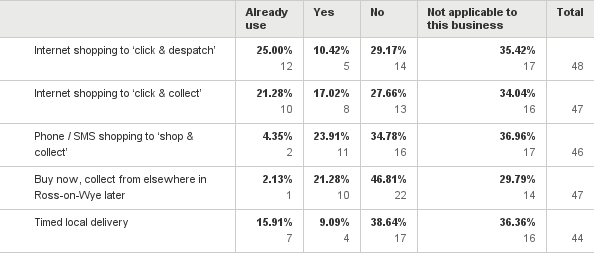 Already use Yes No Not applicable to this business Total
Internet shopping to ‘click & despatch’ 25.00% 10.42% 29.17% 35.42%
12 5 14 17 48
Internet shopping to ‘click & collect’ 21.28% 17.02% 27.66% 34.04%
10 8 13 16 47
Phone / SMS shopping to ‘shop & collect’ 4.35% 23.91% 34.78% 36.96%
2 11 16 17 46
Buy now, collect from elsewhere in Ross-on-Wye later 2.13% 21.28% 46.81% 29.79%
1 10 22 14 47
Timed local delivery 15.91% 9.09% 38.64% 36.36%
7 4 17 16 44